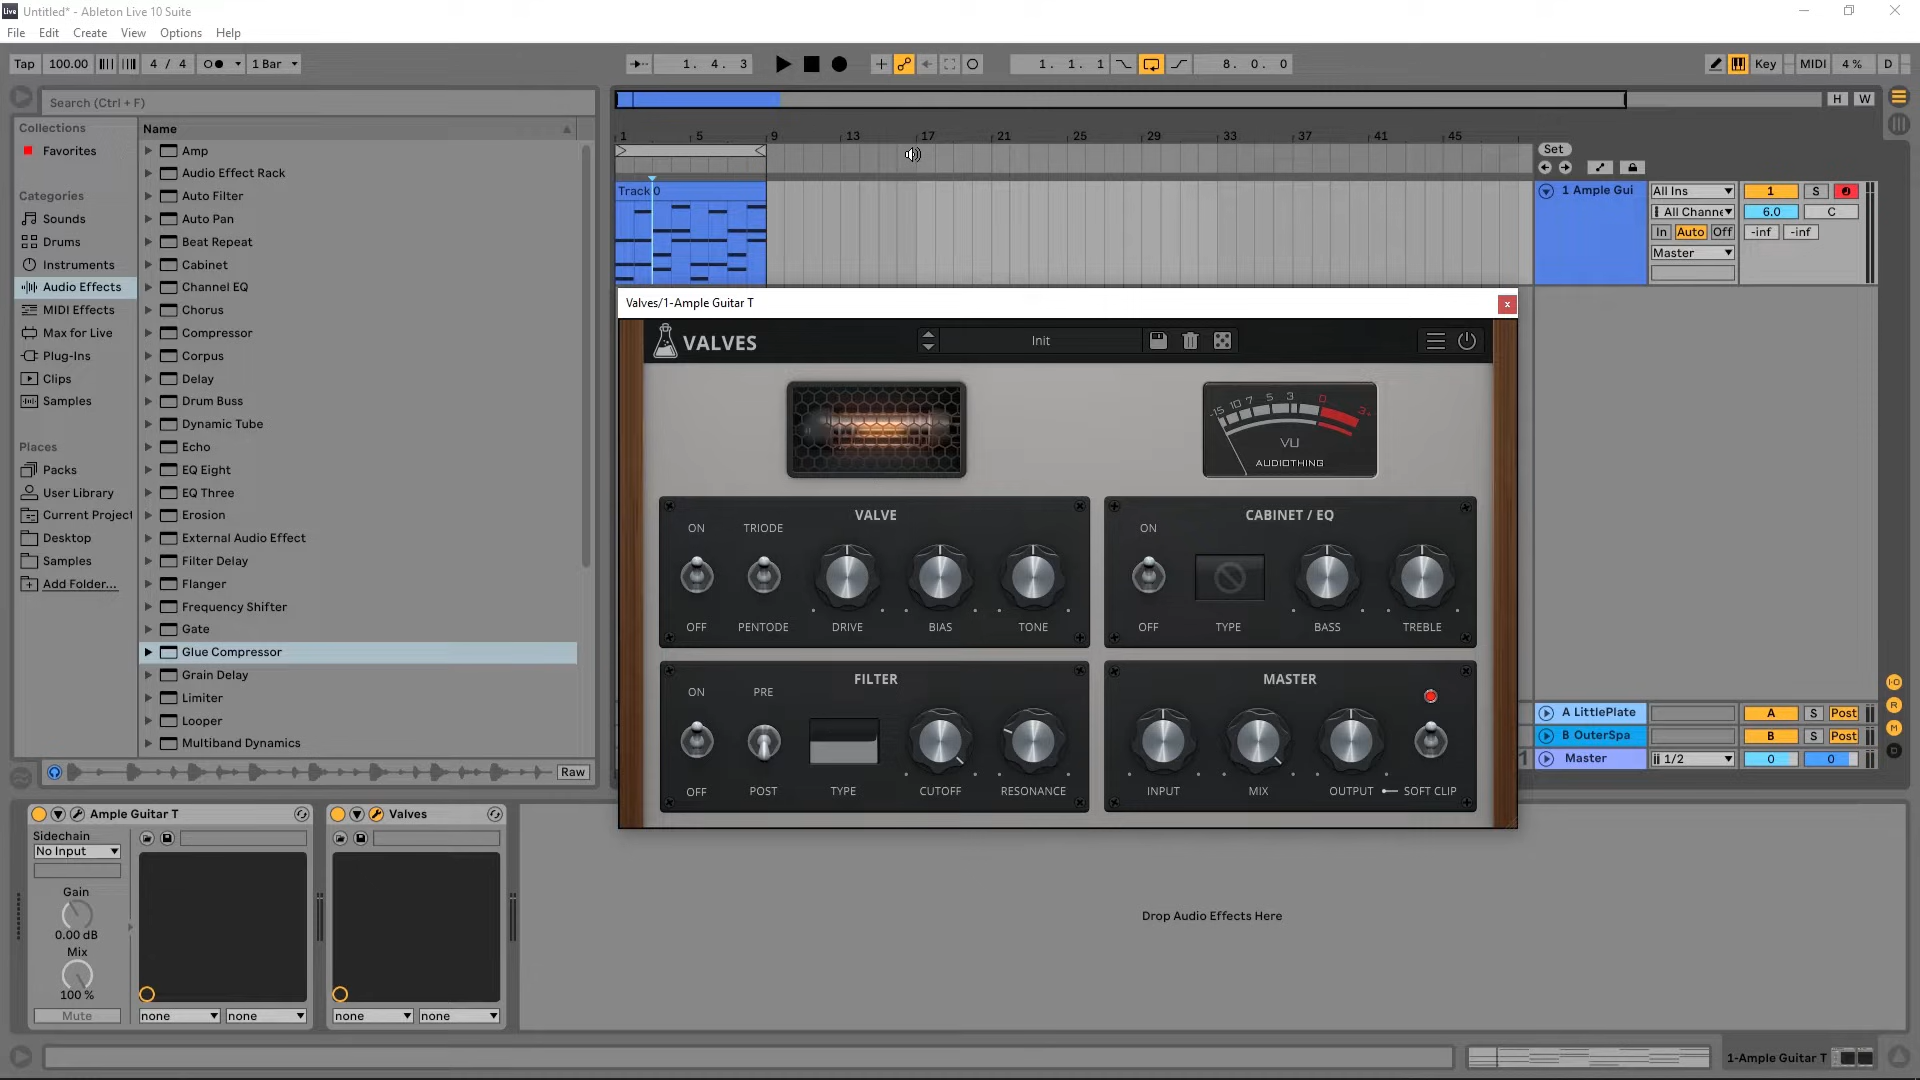 Untitled* - Ableton Live 10 Suite
File Edit Create View Options Help
Tap 100.00 4 / 4 1 Bar 1. 4. 3 1. 1. 1 8. 0. 0 Key MIDI 4 % D
Search (Ctrl + F)
H W
Collections
Favorites
Categories
Sounds
Drums
Instruments
Audio Effects
MIDI Effects
Max for Live
Plug-Ins
Clips
Samples
Places
Packs
User Library
Current Project
Desktop
Samples
Add Folder...
Name
Amp
Audio Effect Rack
Auto Filter
Auto Pan
Beat Repeat
Cabinet
Channel EQ
Chorus
Compressor
Corpus
Delay
Drum Buss
Dynamic Tube
Echo
EQ Eight
EQ Three
Erosion
External Audio Effect
Filter Delay
Flanger
Frequency Shifter
Gate
Glue Compressor
Grain Delay
Limiter
Looper
Multiband Dynamics
Raw
1 5 9 13 17 21 25 29 33 37 41 45
Set
Track 0
1 Ample Gui All Ins 1 S
All Channe 6.0 C
In Auto Off -inf -inf
Master
Valves/1-Ample Guitar T x
VALVES Init
-15 10 7 5 3 0 3+
VU
AUDIOTHING
VALVE
ON TRIODE
OFF PENTODE DRIVE BIAS TONE
CABINET / EQ
ON
OFF TYPE BASS TREBLE
FILTER
ON PRE
OFF POST TYPE CUTOFF RESONANCE
MASTER
INPUT MIX OUTPUT SOFT CLIP
A LittlePlate A S Post
B OuterSpa B S Post
Master 1/2 0 0
Ample Guitar T
Sidechain
No Input
Gain
0.00 dB
Mix
100 %
Mute
none none
Valves
none none
Drop Audio Effects Here
1-Ample Guitar T